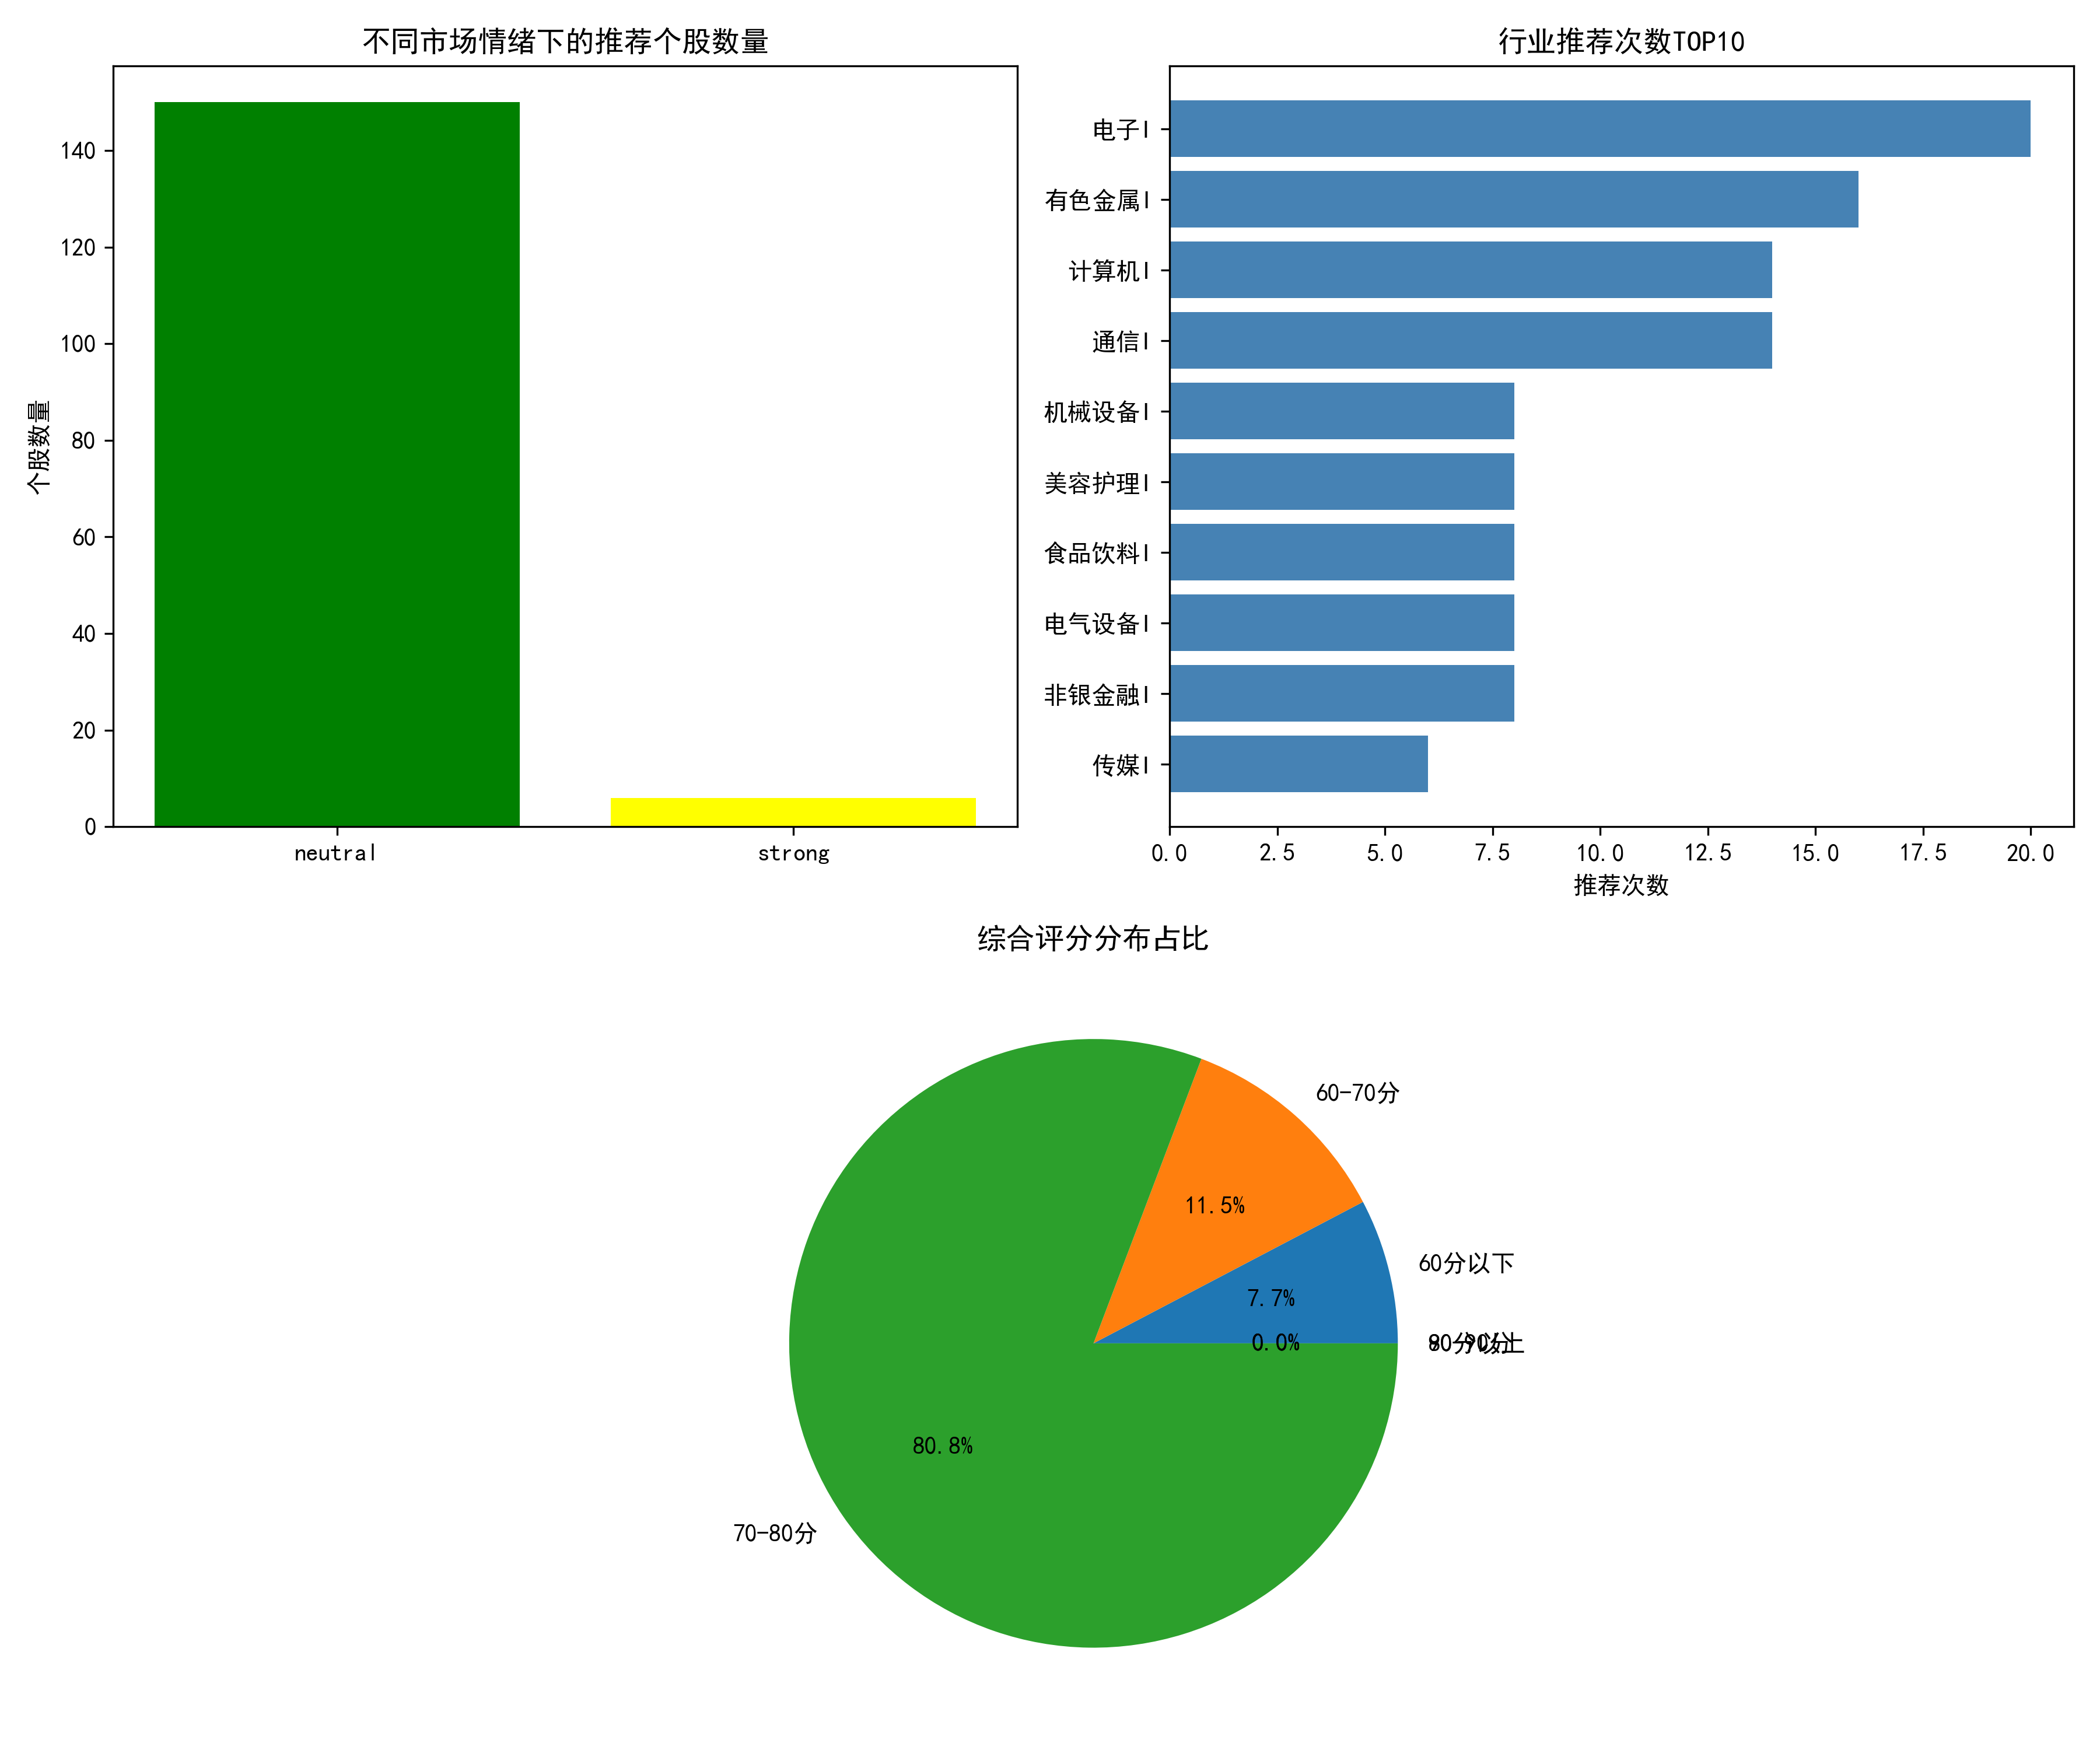 不同市场情绪下的推荐个股数量
个股数量
140
120
100
80
60
40
20
0
neutral
strong
行业推荐次数TOP10
电子I
有色金属I
计算机I
通信I
机械设备I
美容护理I
食品饮料I
电气设备I
非银金融I
传媒I
0.0
2.5
5.0
7.5
10.0
12.5
15.0
17.5
20.0
推荐次数
综合评分分布占比
60-70分
11.5%
60分以下
7.7%
0.0%
80.8%
70-80分